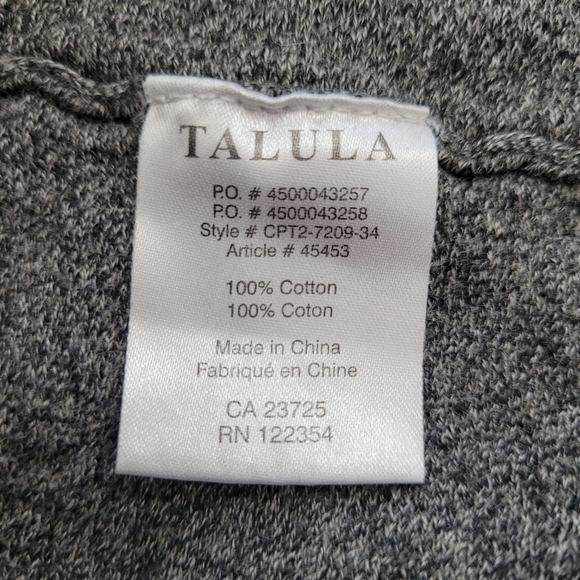 TALULA
P.O. # 4500043257
P.O. # 4500043258
Style # CPT2-7209-34
Article # 45453
100% Cotton
100% Coton
Made in China
Fabriqué en Chine
CA 23725
RN 122354